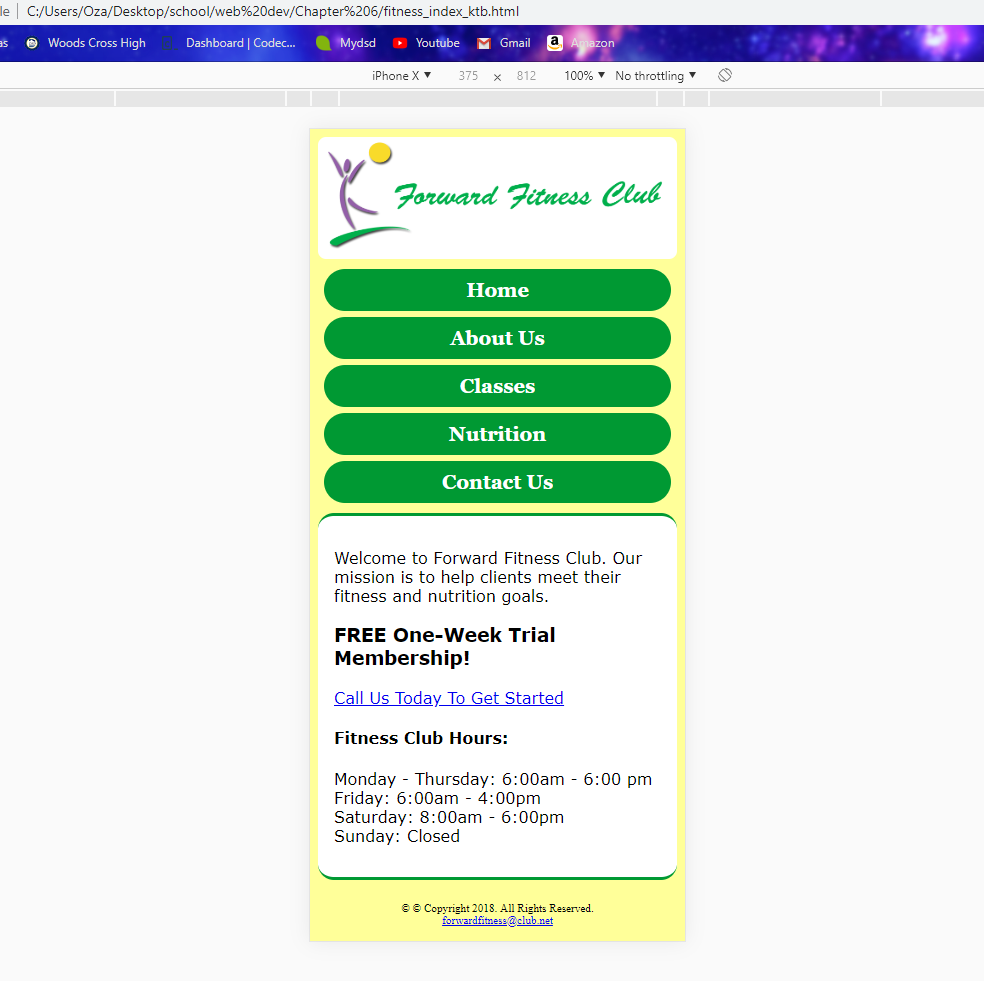 C:/Users/Oza/Desktop/school/web%20dev/Chapter%206/fitness_index_ktb.html
Woods Cross High Dashboard | Codec... Mydsd Youtube Gmail Amazon
iPhone X ▼ 375 × 812 100% ▼ No throttling ▼
Forward Fitness Club
Home
About Us
Classes
Nutrition
Contact Us
Welcome to Forward Fitness Club. Our
mission is to help clients meet their
fitness and nutrition goals.
FREE One-Week Trial
Membership!
Call Us Today To Get Started
Fitness Club Hours:
Monday - Thursday: 6:00am - 6:00 pm
Friday: 6:00am - 4:00pm
Saturday: 8:00am - 6:00pm
Sunday: Closed
© © Copyright 2018. All Rights Reserved.
forwardfitness@club.net